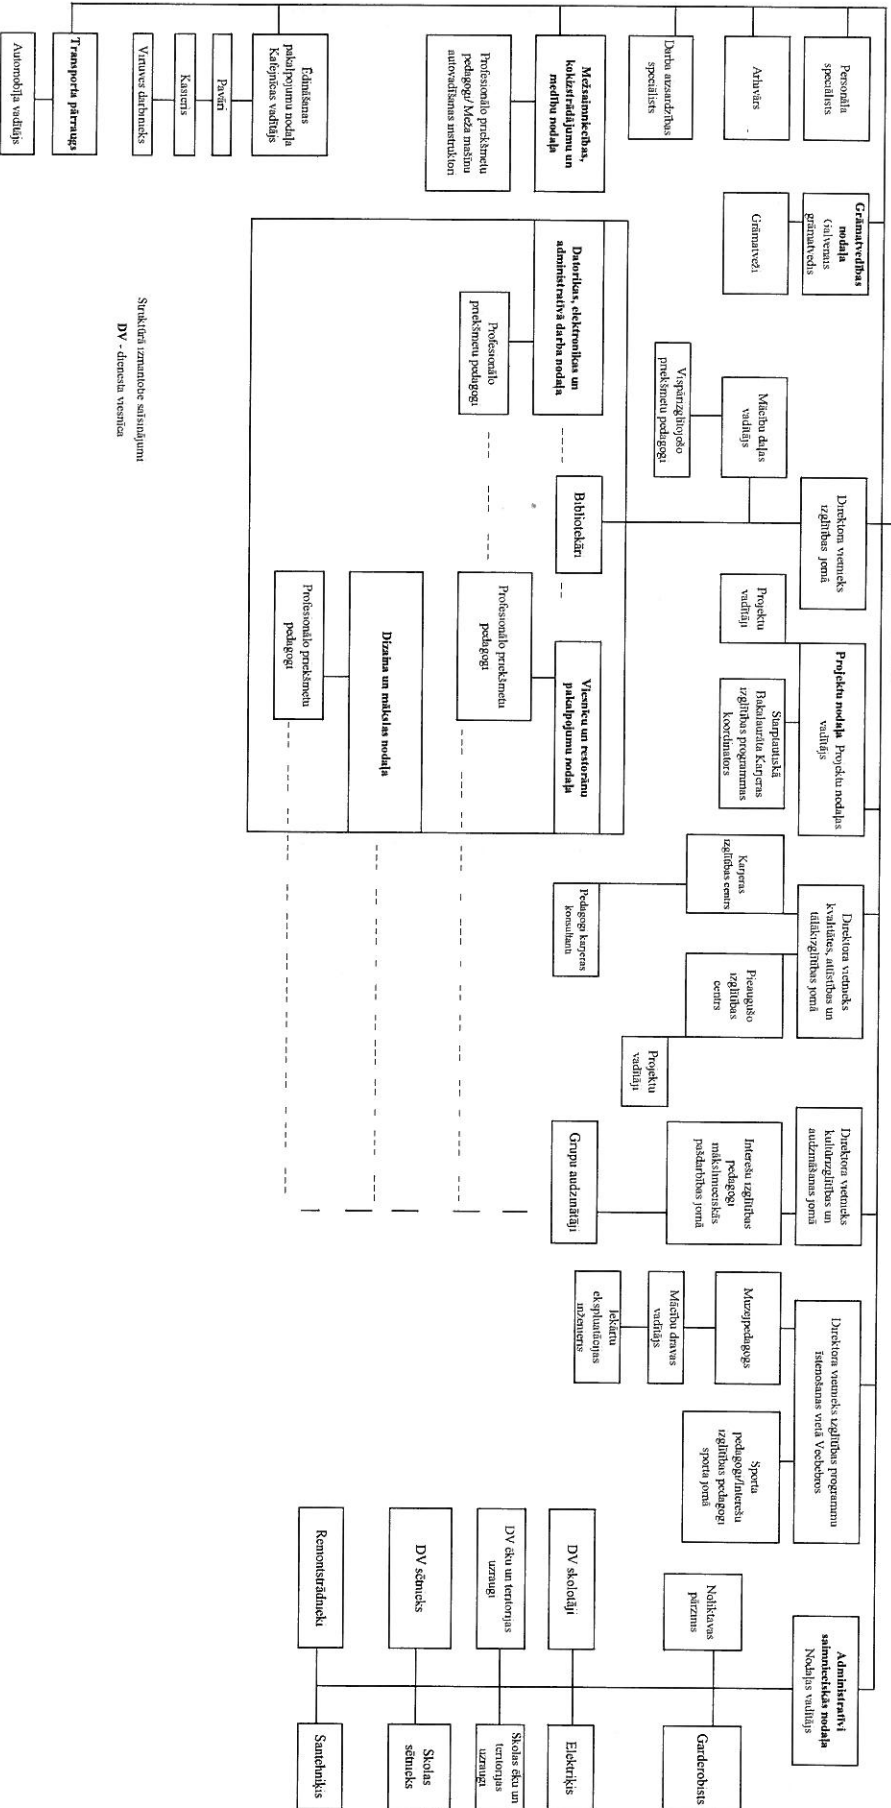 Personāla
speciālists
Arhivārs
Darba aizsardzības
speciālists
Mežsaimniecības,
kokizstrādājumu un
medību nodaļa
Profesionālo priekšmetu
pedagogi/ Meža mašīnu
autovadīšanas instruktori
Ēdināšanas
pakalpojumu nodaļa
Kafejnīcas vadītājs
Pavāri
Kasieris
Virtuves darbinieks
Transporta pārraugs
Automobiļa vadītājs
Grāmatvedības
nodaļa
Galvenais
grāmatvedis
Grāmatveži
Direktora vietnieks
izglītības jomā
Mācību daļas
vadītājs
Vispārizglītojošo
priekšmetu pedagogi
Datorikas, elektronikas un
administratīvā darba nodaļa
Profesionālo
priekšmetu pedagogi
Bibliotekāri
Viesnīcu un restorānu
pakalpojumu nodaļa
Profesionālo priekšmetu
pedagogi
Dizaina un mākslas nodaļa
Profesionālo priekšmetu
pedagogi
Projektu nodaļa Projektu nodaļas
vadītājs
Projektu
vadītāji
Starptautiskā
Bakalaurāta Karjeras
izglītības programmas
koordinators
Direktora vietnieks
kvalitātes, attīstības un
tālākizglītības jomā
Karjeras
izglītības centrs
Pedagogi karjeras
konsultanti
Pieaugušo
izglītības
centrs
Projektu
vadītāji
Direktora vietnieks
kultūrizglītības un
audzināšanas jomā
Interešu izglītības
pedagogi
mākslinieciskās
pašdarbības jomā
Grupu audzinātāji
Direktora vietnieks izglītības programmu
īstenošanas vietā Vecbebros
Muzejpedagogs
Mācību dravas
vadītājs
Iekārtu
ekspluatācijas
inženieris
Sporta
pedagogi/Interešu
izglītības pedagogi
sporta jomā
Administratīvi
saimnieciskās nodaļa
Nodaļas vadītājs
Noliktavas
pārzinis
Garderobists
DV skolotāji
Elektriķis
DV ēku un teritorijas
uzraugi
Skolas ēku un
teritorijas
uzraugi
DV sētnieks
Skolas
sētnieks
Remontstrādnieki
Santehniķis
Struktūrā izmantobe saīsinājumi
DV - dienesta viesnīca